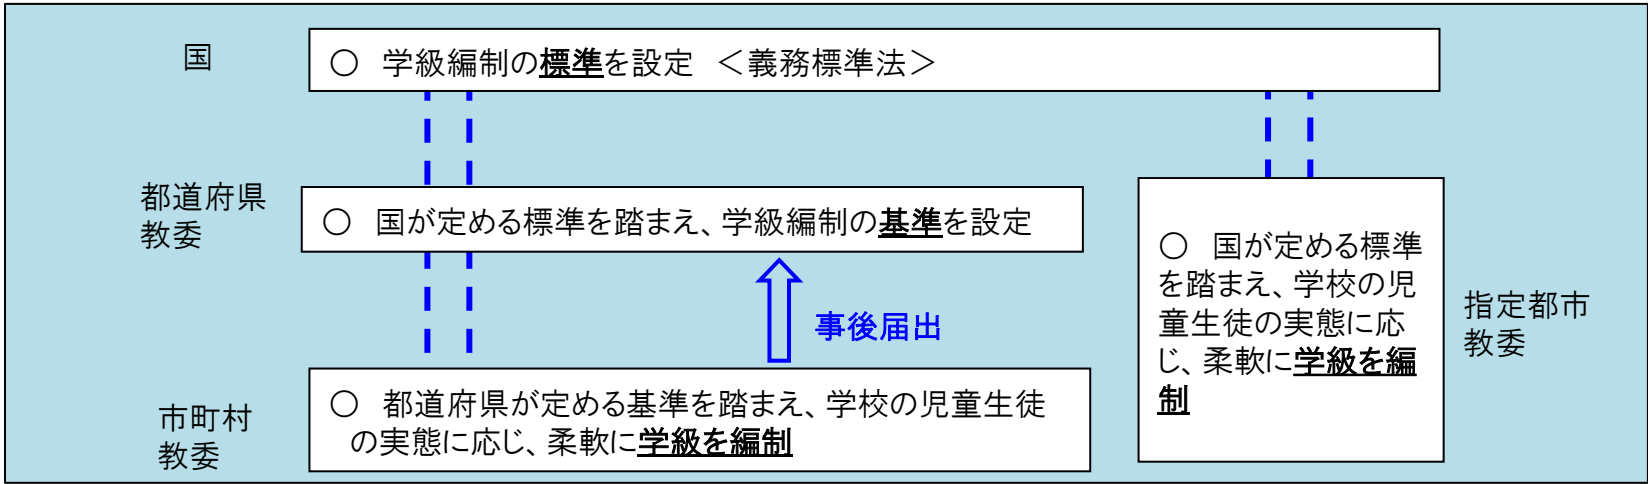 国
○ 学級編制の標準を設定 ＜義務標準法＞
都道府県
教委
○ 国が定める標準を踏まえ、学級編制の基準を設定
事後届出
市町村
教委
○ 都道府県が定める基準を踏まえ、学校の児童生徒
の実態に応じ、柔軟に学級を編制
○ 国が定める標準
を踏まえ、学校の児
童生徒の実態に応
じ、柔軟に学級を編
制
指定都市
教委